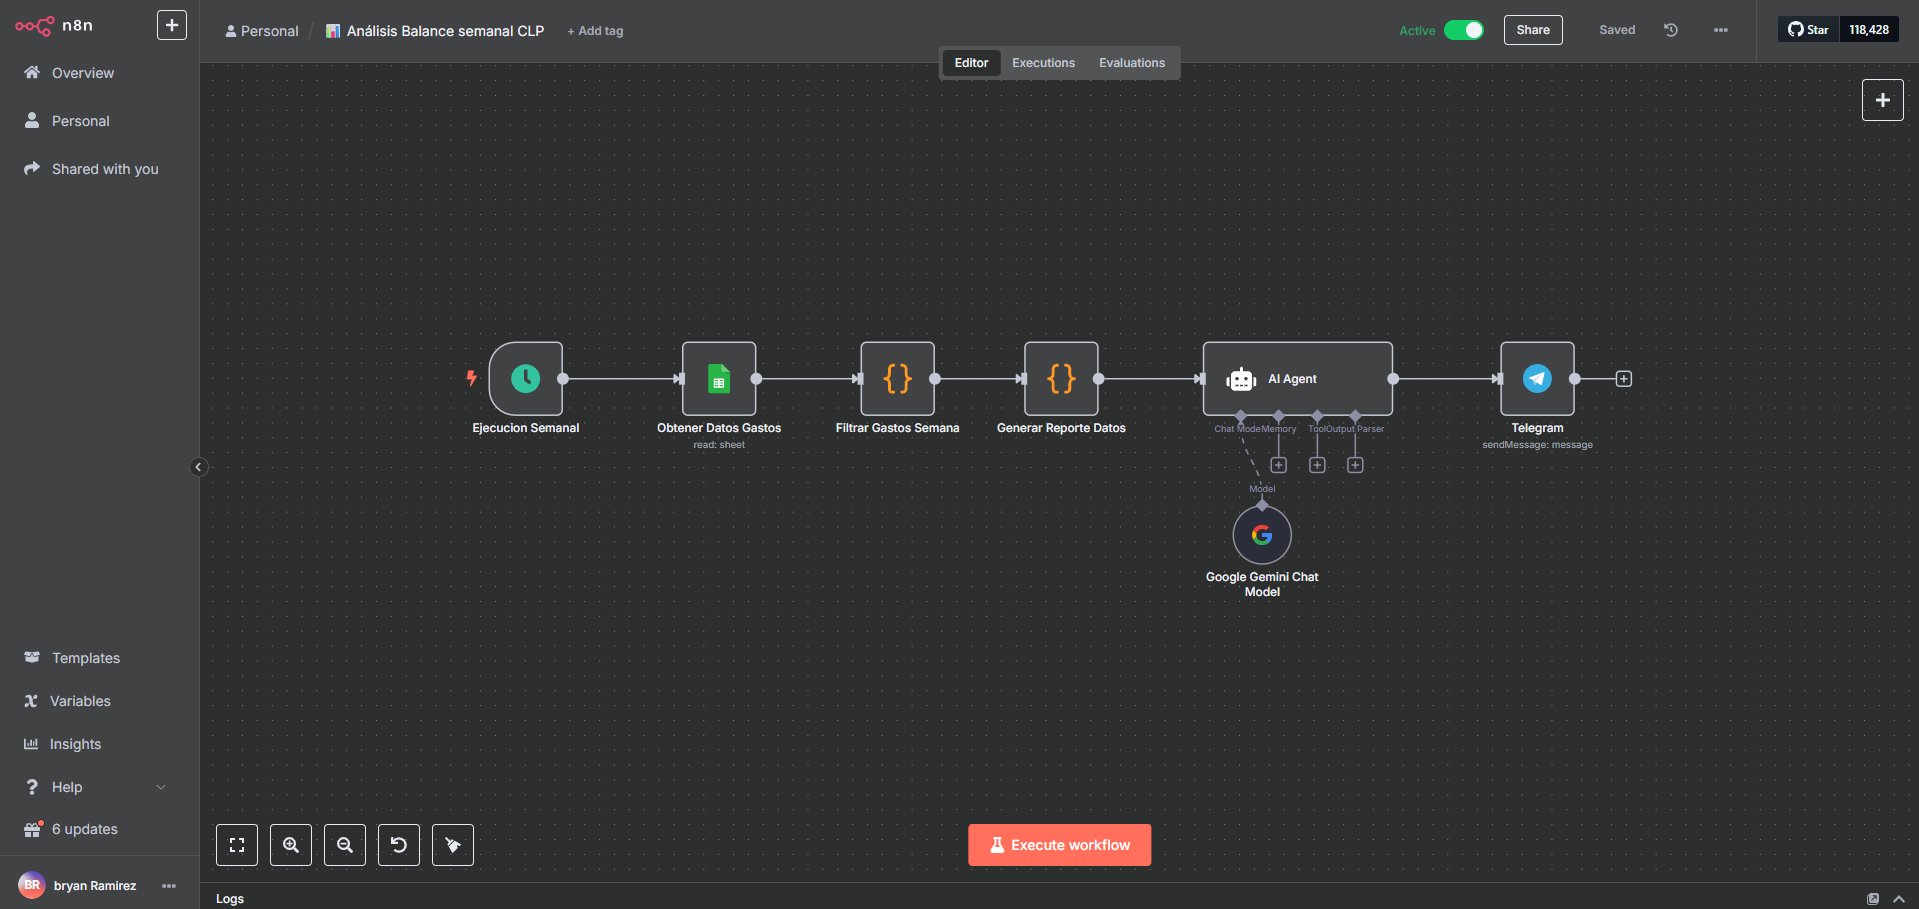 n8n
Overview
Personal
Shared with you
Templates
Variables
Insights
Help
6 updates
BR
bryan Ramirez
Personal / Análisis Balance semanal CLP
+ Add tag
Active
Share
Saved
Star
118,428
Editor
Executions
Evaluations
Ejecucion Semanal
Obtener Datos Gastos
read: sheet
Filtrar Gastos Semana
Generar Reporte Datos
AI Agent
Chat Mode
Memory
Tool
Output Parser
Model
Google Gemini Chat
Model
Telegram
sendMessage: message
Execute workflow
Logs